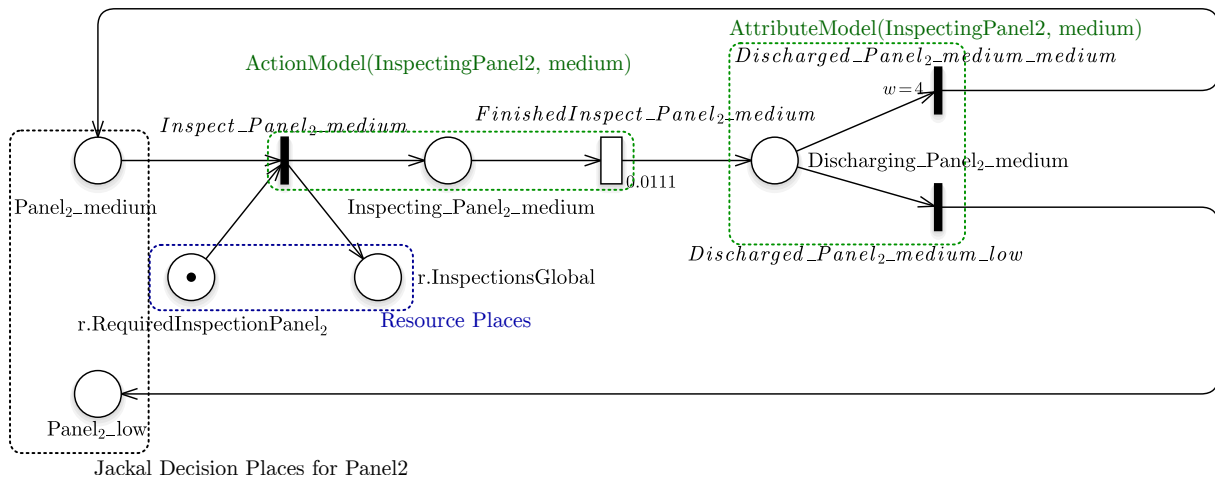 AttributeModel(InspectingPanel2, medium)
Discharged_Panel₂_medium_medium
ActionModel(InspectingPanel2, medium)
w=4
FinishedInspect_Panel₂_medium
Inspect_Panel₂_medium
Discharging_Panel₂_medium
0.0111
Panel₂_medium
Inspecting_Panel₂_medium
Discharged_Panel₂_medium_low
r.InspectionsGlobal
r.RequiredInspectionPanel₂
Resource Places
Panel₂_low
Jackal Decision Places for Panel2